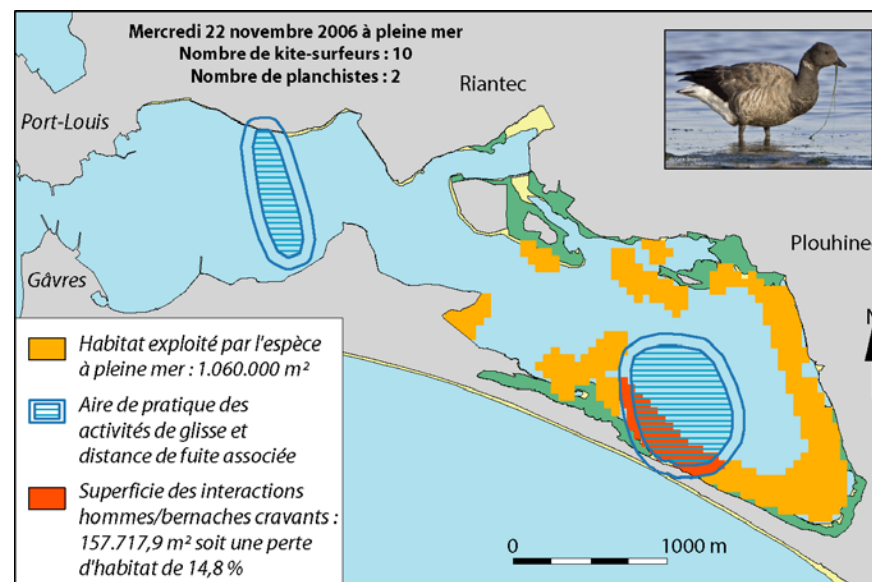 Mercredi 22 novembre 2006 à pleine mer
Nombre de kite-surfeurs : 10
Nombre de planchistes : 2
Riantec
Port-Louis
Plouhine
Gâvres
N
Habitat exploité par l'espèce
à pleine mer : 1.060.000 m²
Aire de pratique des
activités de glisse et
distance de fuite associée
Superficie des interactions
hommes/bernaches cravants :
157.717,9 m² soit une perte
d'habitat de 14,8 %
0 1000 m